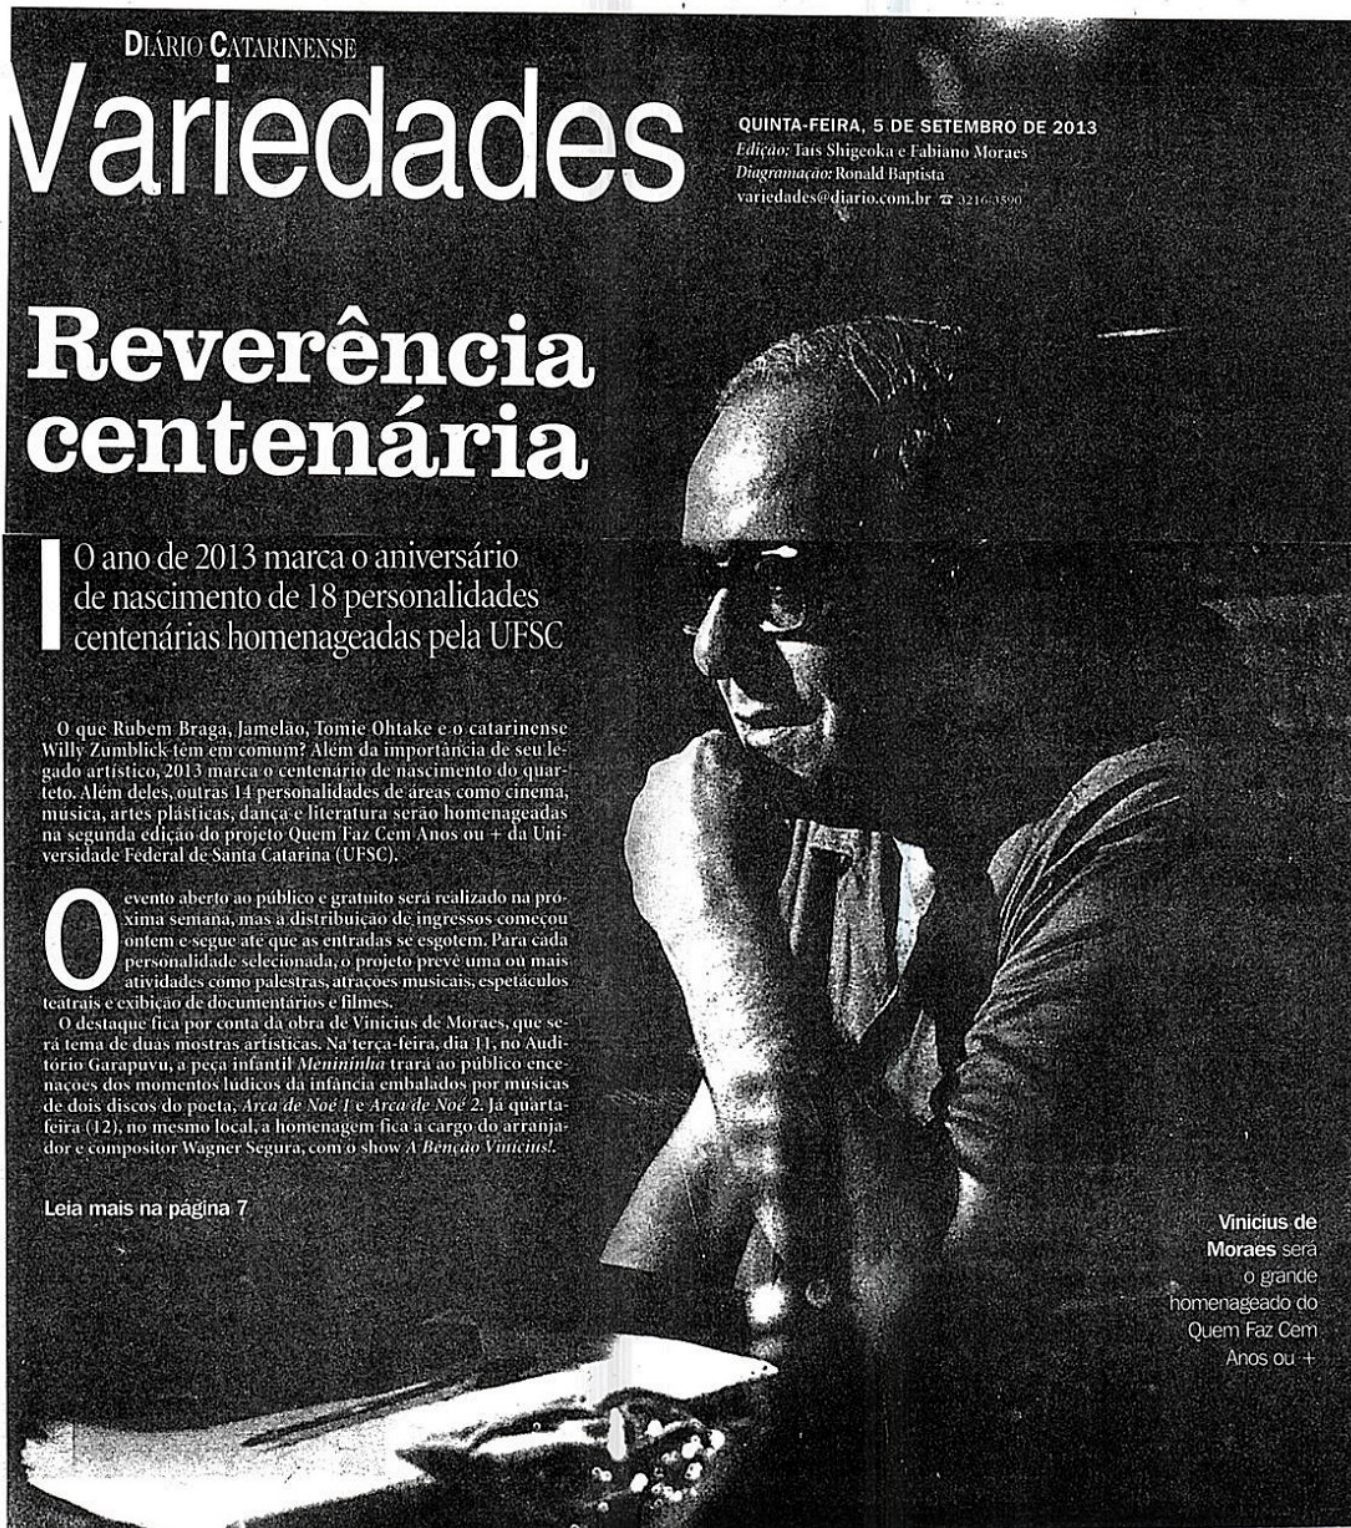 DIÁRIO CATARINENSE
Variedades
QUINTA-FEIRA, 5 DE SETEMBRO DE 2013
Edição: Taís Shigeoka e Fabiano Moraes
Diagramação: Ronald Baptista
variedades@diario.com.br ☎ 3216-3590
Reverência
centenária
O ano de 2013 marca o aniversário
de nascimento de 18 personalidades
centenárias homenageadas pela UFSC
O que Rubem Braga, Jamelão, Tomie Ohtake e o catarinense
Willy Zumblick têm em comum? Além da importância de seu le-
gado artístico, 2013 marca o centenário de nascimento do quar-
teto. Além deles, outras 14 personalidades de áreas como cinema,
música, artes plásticas, dança e literatura serão homenageadas
na segunda edição do projeto Quem Faz Cem Anos ou + da Uni-
versidade Federal de Santa Catarina (UFSC).
O evento aberto ao público e gratuito será realizado na pró-
xima semana, mas a distribuição de ingressos começou
ontem e segue até que as entradas se esgotem. Para cada
personalidade selecionada, o projeto prevê uma ou mais
atividades como palestras, atrações musicais, espetáculos
teatrais e exibição de documentários e filmes.
O destaque fica por conta da obra de Vinicius de Moraes, que se-
rá tema de duas mostras artísticas. Na terça-feira, dia 11, no Audi-
tório Garapuvu, a peça infantil Menininha trará ao público ence-
nações dos momentos lúdicos da infância embalados por músicas
de dois discos do poeta, Arca de Noé 1 e Arca de Noé 2. Já quarta-
feira (12), no mesmo local, a homenagem fica a cargo do arranja-
dor e compositor Wagner Segura, com o show A Benção Vinícius!.
Leia mais na página 7
Vinicius de
Moraes será
o grande
homenageado do
Quem Faz Cem
Anos ou +